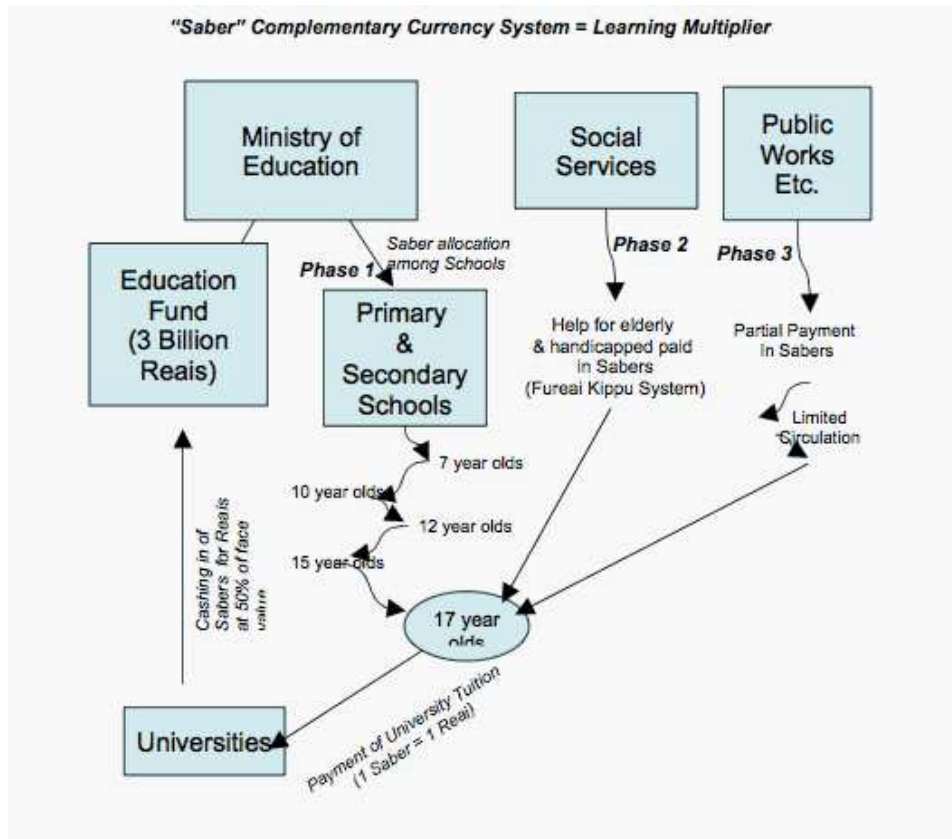 “Saber” Complementary Currency System = Learning Multiplier
Ministry of
Education
Social
Services
Public
Works
Etc.
Education
Fund
(3 Billion
Reais)
Phase 1
Saber allocation
among Schools
Phase 2
Phase 3
Primary
&
Secondary
Schools
Help for elderly
& handicapped paid
in Sabers
(Fureai Kippu System)
Partial Payment
In Sabers
Limited
Circulation
7 year olds
10 year olds
12 year olds
15 year olds
17 year
olds
Cashing in of
Sabers for Reais
at 50% of face
value
Universities
Payment of University Tuition
(1 Saber = 1 Real)